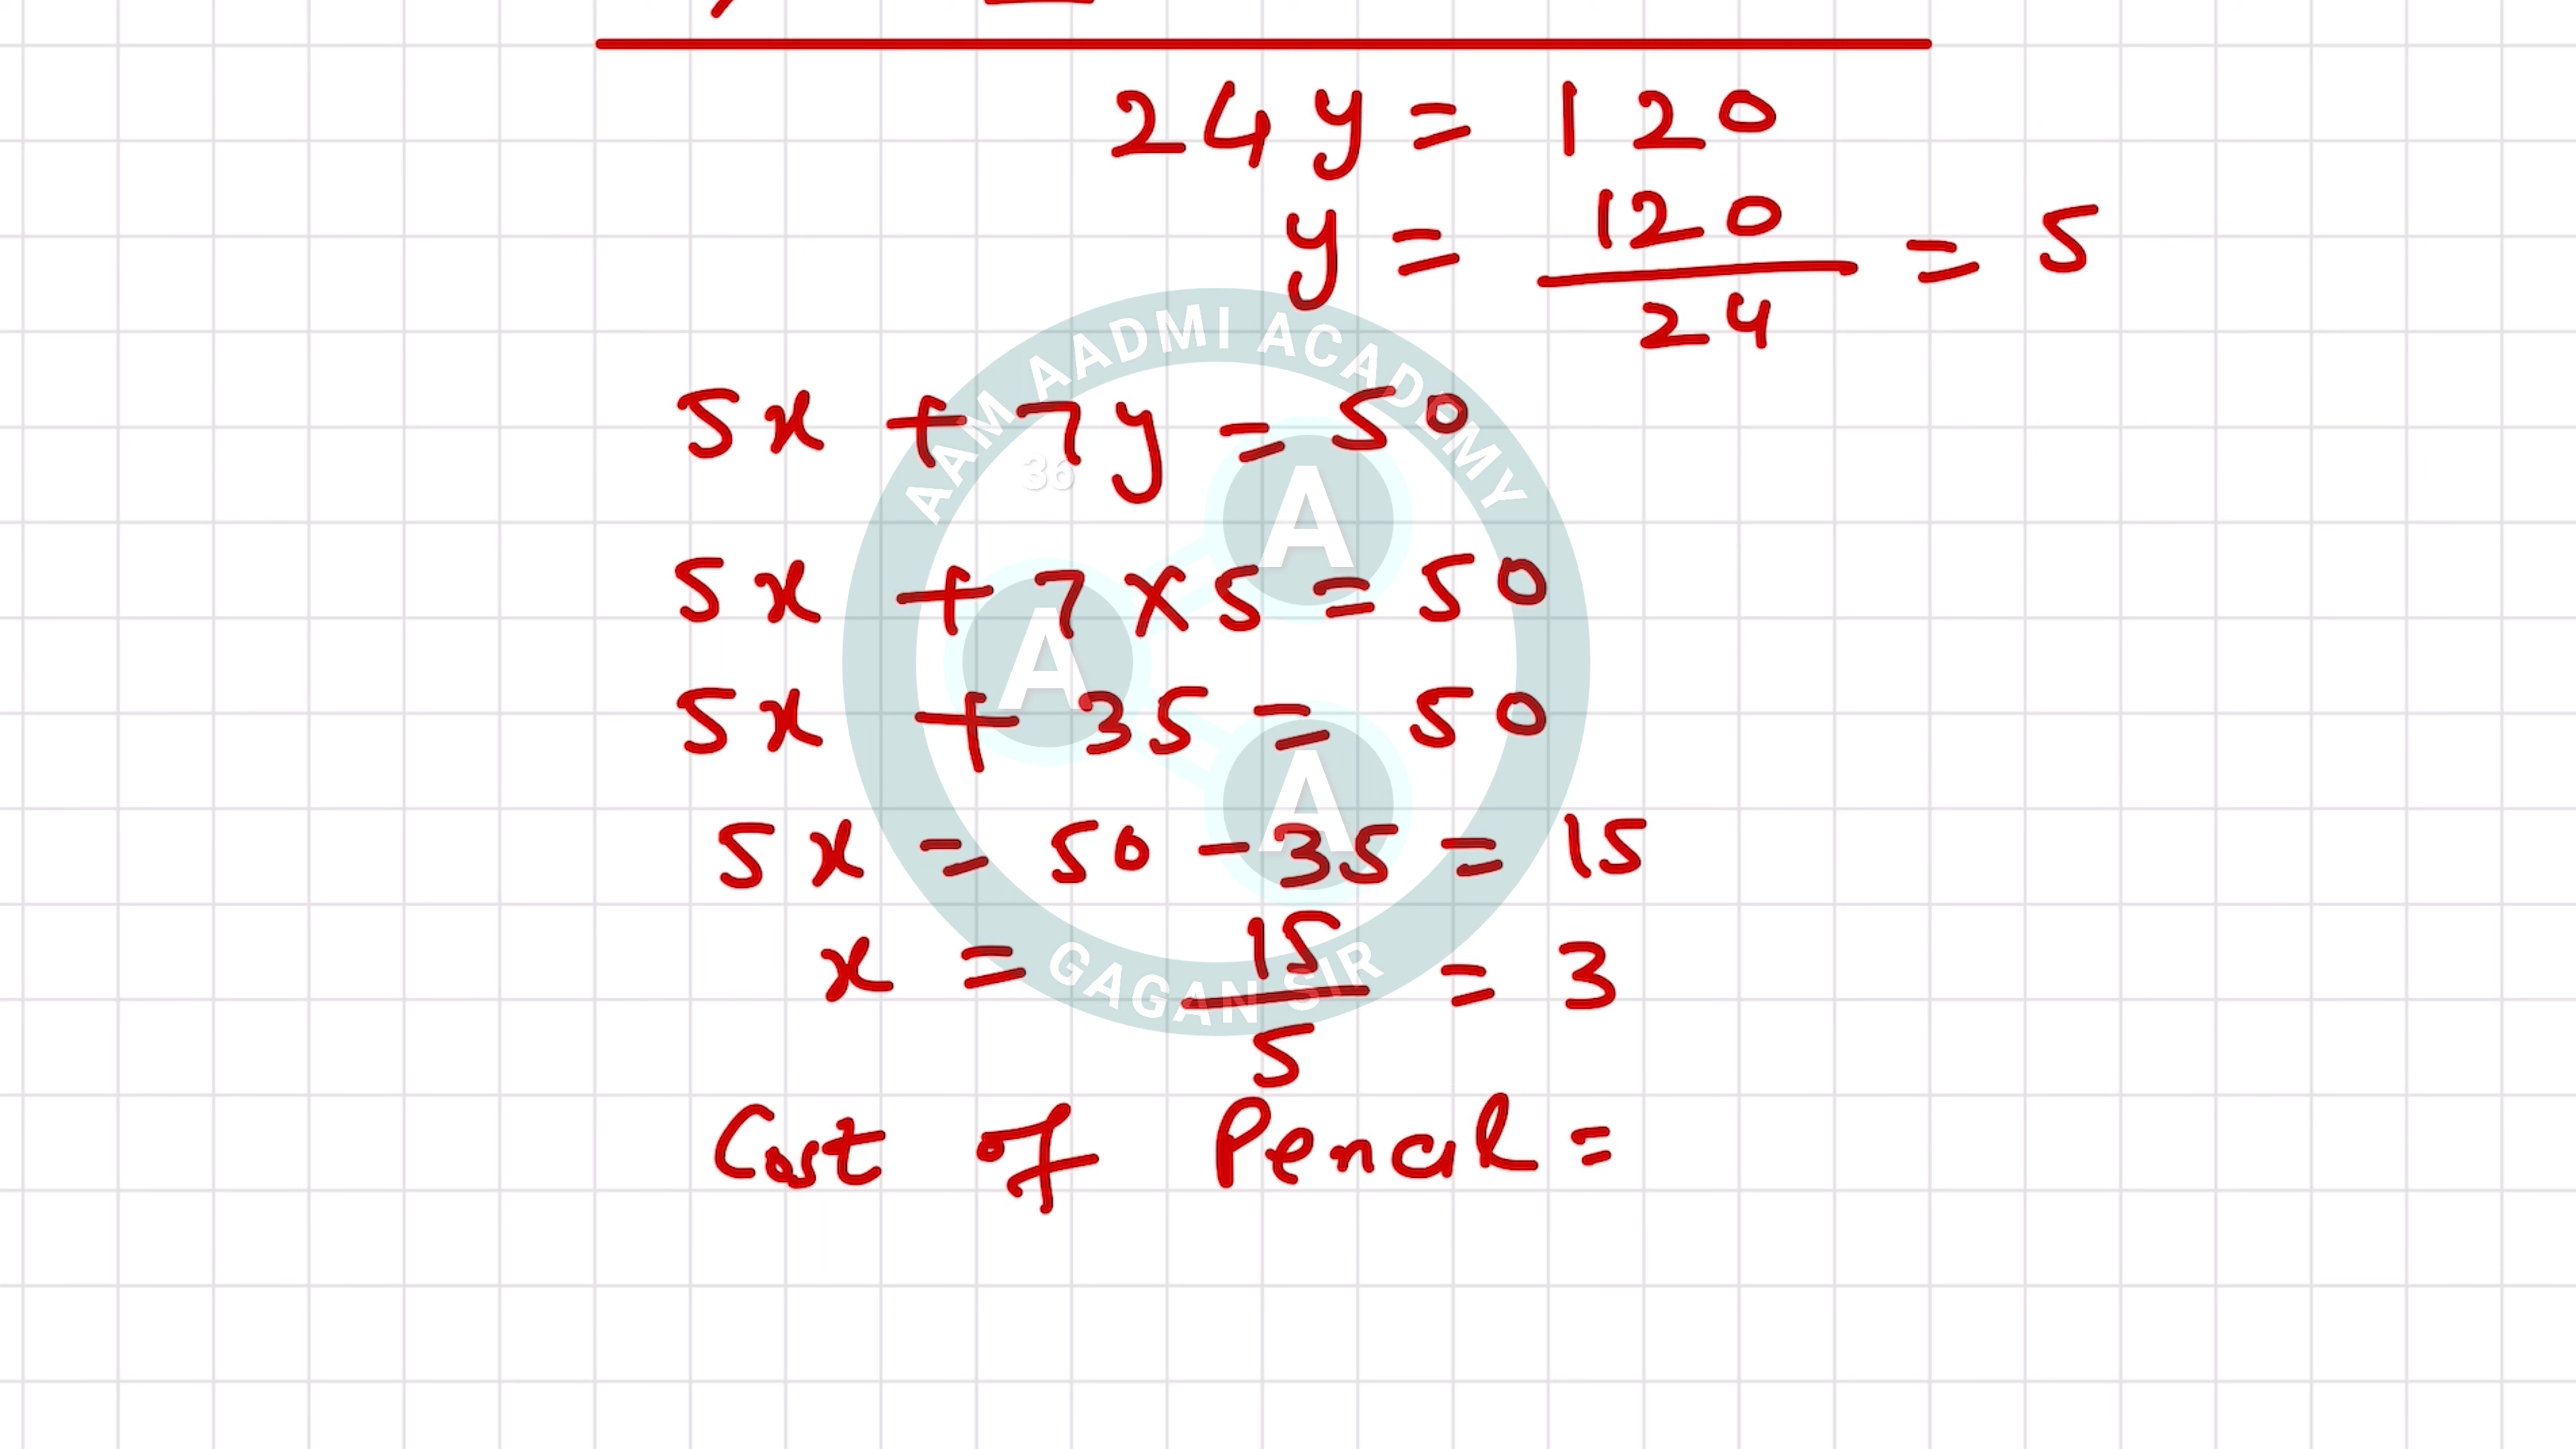 24y = 120
y = 120/24 = 5
AAM AADMI ACADEMY
5x + 7y = 50
36
A
5x + 7×5 = 50
A
5x + 35 = 50
A
5x = 50 - 35 = 15
x = 15/5 = 3
GAGAN SIR
Cost of Pencil =